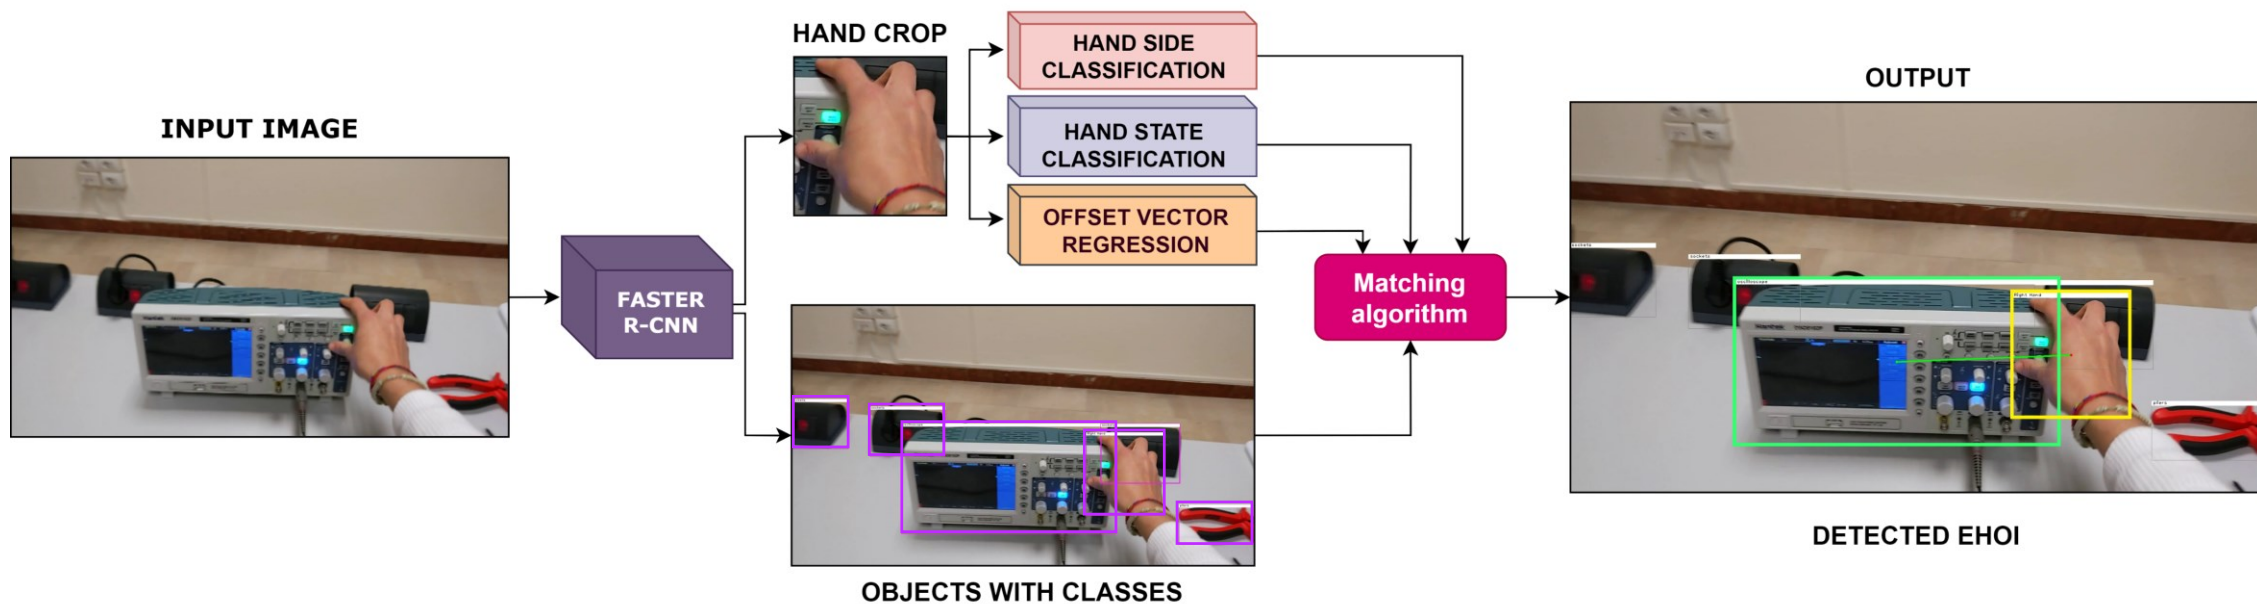 INPUT IMAGE
FASTER
R-CNN
HAND CROP
HAND SIDE
CLASSIFICATION
HAND STATE
CLASSIFICATION
OFFSET VECTOR
REGRESSION
OBJECTS WITH CLASSES
Matching
algorithm
OUTPUT
DETECTED EHOI